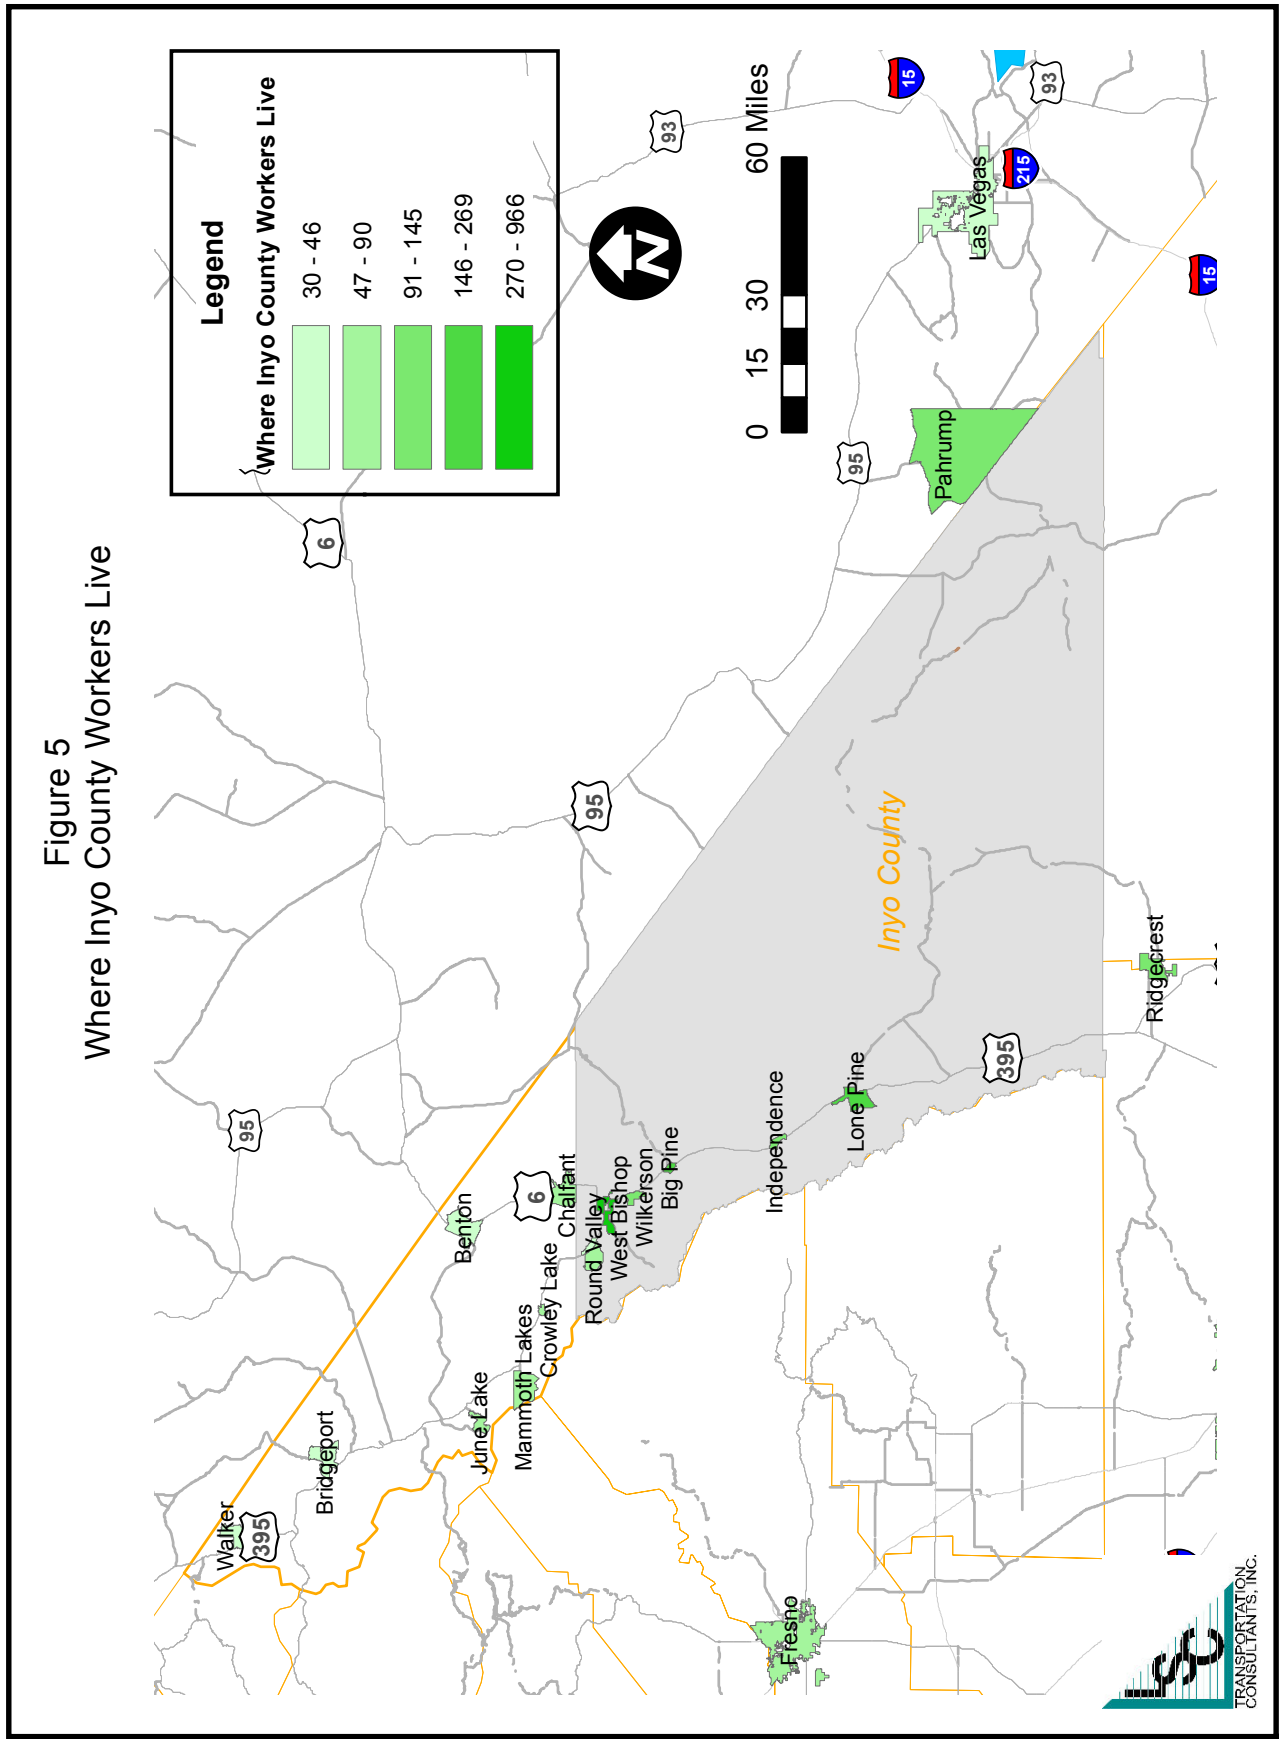 Figure 5
Where Inyo County Workers Live
Legend
Where Inyo County Workers Live
30 - 46
47 - 90
91 - 145
146 - 269
270 - 966
N
0 15 30 60 Miles
6
95
93
15
93
215
15
95
95
95
6
395
395
Walker
Bridgeport
Benton
June Lake
Mammoth Lakes
Crowley Lake
Chalfant
Round Valley
West Bishop
Wilkerson
Big Pine
Independence
Lone Pine
Inyo County
Pahrump
Las Vegas
Ridgecrest
Fresno
LSC
TRANSPORTATION
CONSULTANTS, INC.